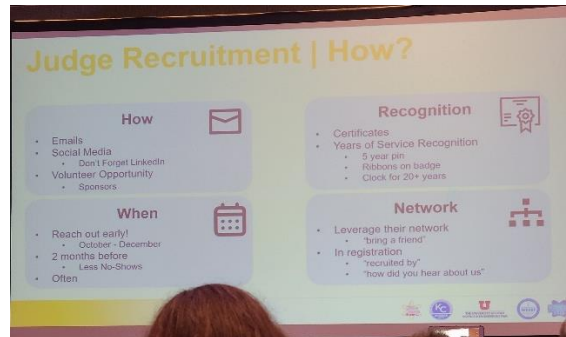 Judge Recruitment | How?
How
Emails
Social Media
Don't Forget LinkedIn
Volunteer Opportunity
Sponsors
Recognition
Certificates
Years of Service Recognition
5 year pin
Ribbons on badge
Clock for 20+ years
When
Reach out early!
October - December
2 months before
Less No-Shows
Often
Network
Leverage their network
"bring a friend"
In registration
"recruited by"
"how did you hear about us"
KC
U